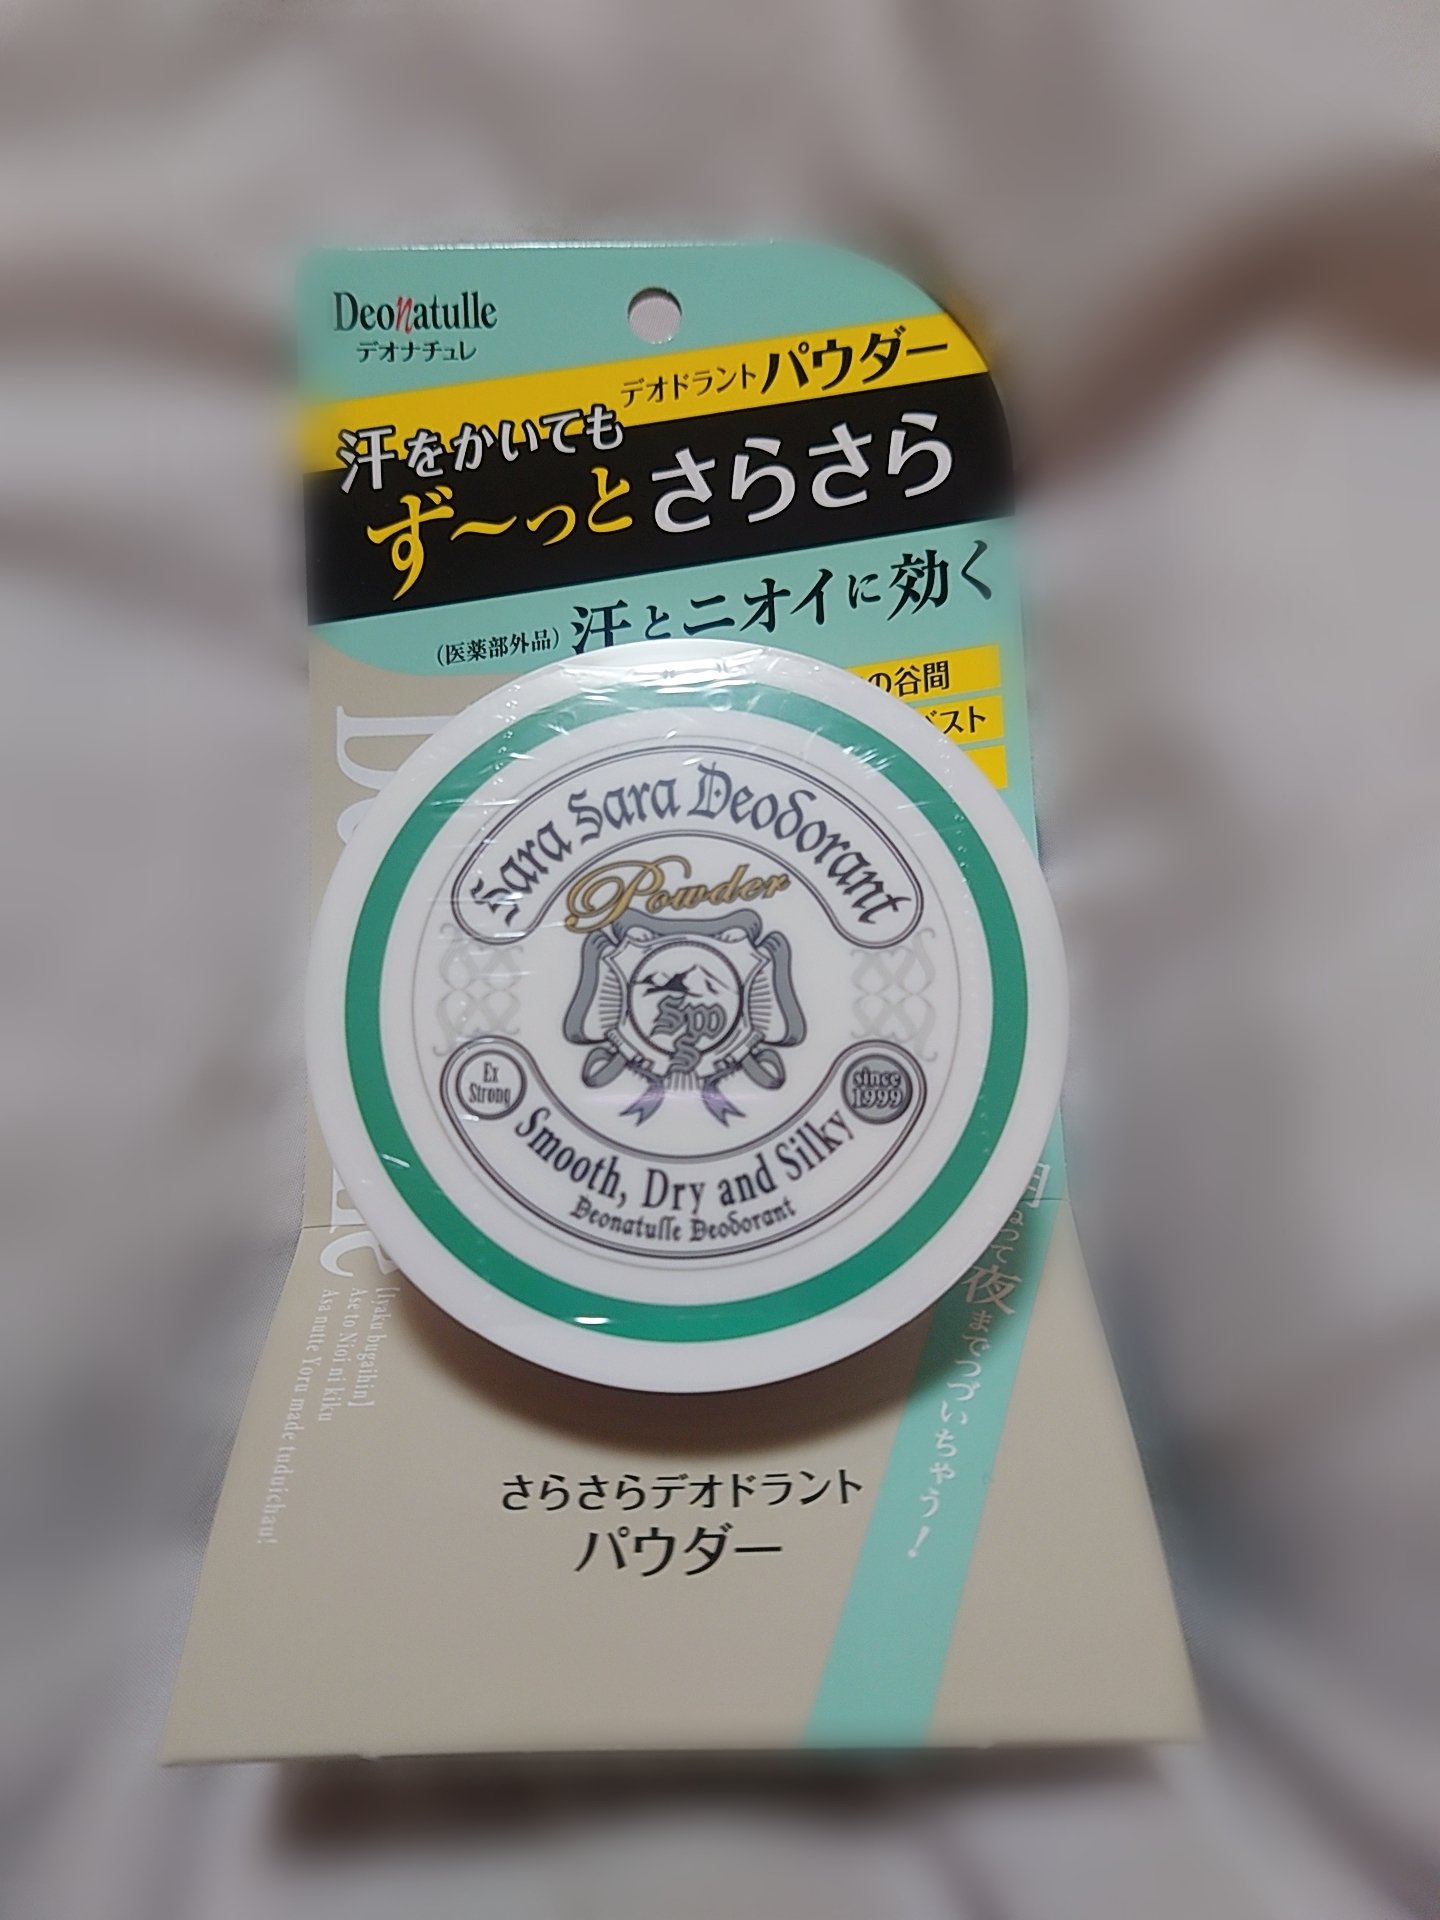 Deonatulle
デオナチュレ
デオドラントパウダー
汗をかいても
ず〜っとさらさら
(医薬部外品) 汗とニオイに効く
の谷間
スト
Sara Sara Deodorant
Powder
SWS
Ex
Strong
since
1999
Smooth, Dry and Silky
Deonatulle Deodorant
[Iyaku bugaihin]
Ase to Nioi ni kiku
Asa nutte Yoru made tuduichau!
って夜までつづいちゃう!
さらさらデオドラント
パウダー